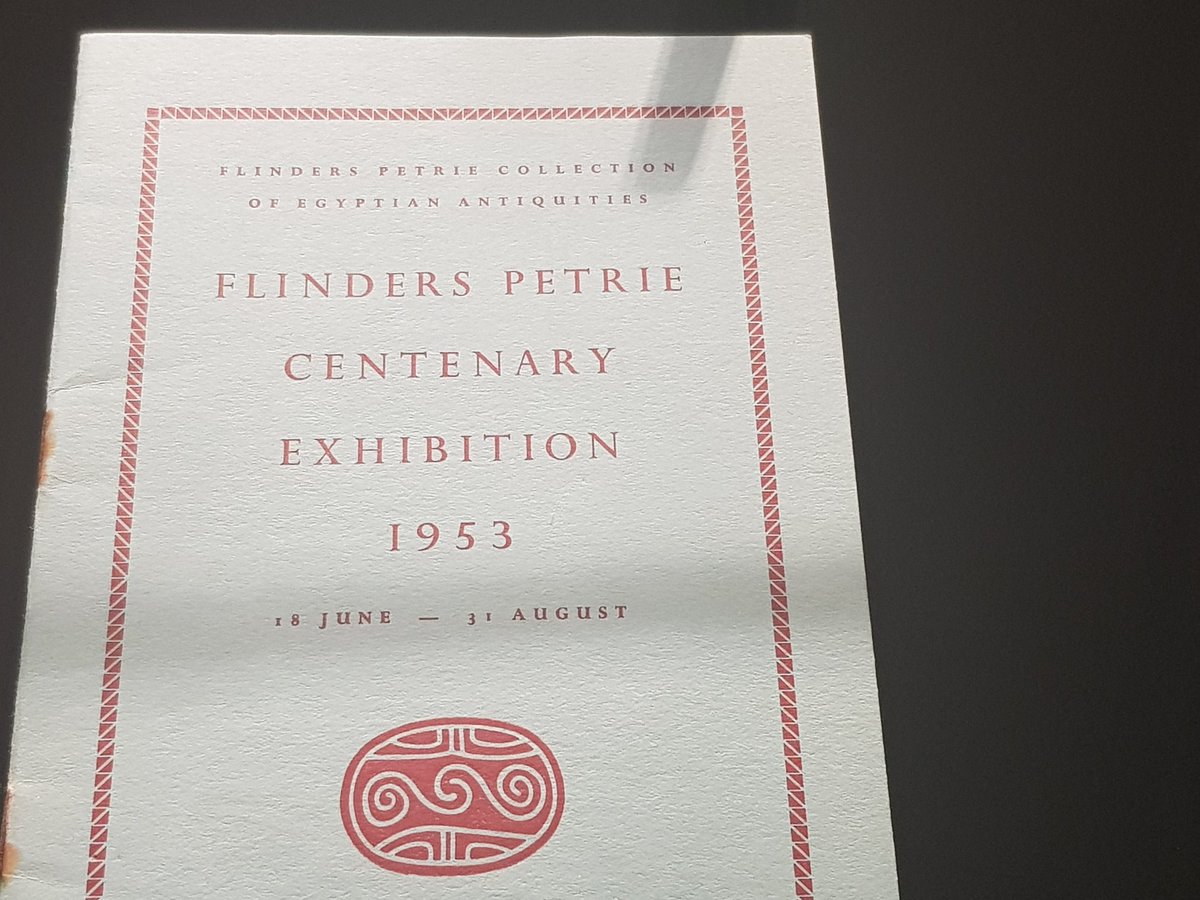 FLINDERS PETRIE COLLECTION
OF EGYPTIAN ANTIQUITIES
FLINDERS PETRIE
CENTENARY
EXHIBITION
1953
18 JUNE — 31 AUGUST